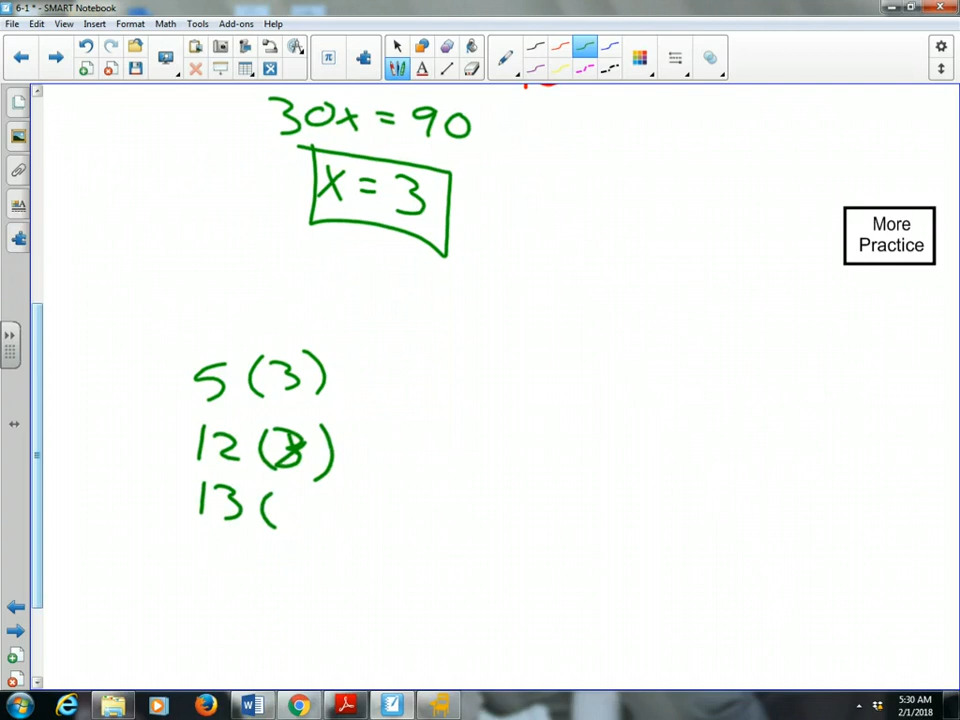 6-1 * - SMART Notebook
File Edit View Insert Format Math Tools Add-ons Help
30x = 90
x = 3
More
Practice
5 (3)
12 (3)
13 (
5:30 AM
2/1/2018